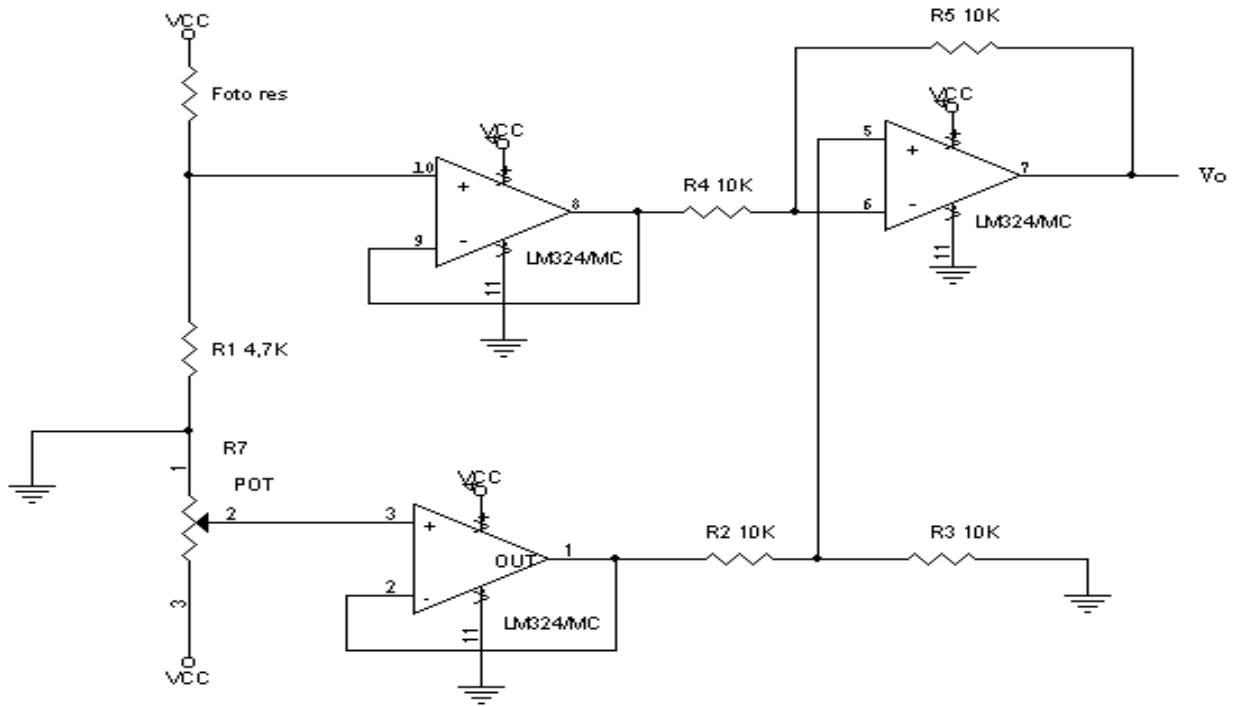 VCC
R5 10K
Foto res
VCC
VCC
10
+
5
+
7
Vo
R4 10K
8
9
-
6
-
LM324/MC
LM324/MC
11
11
R1 4,7K
R7
1
POT
VCC
2
3
+
R2 10K
R3 10K
OUT
1
2
-
3
LM324/MC
11
VCC